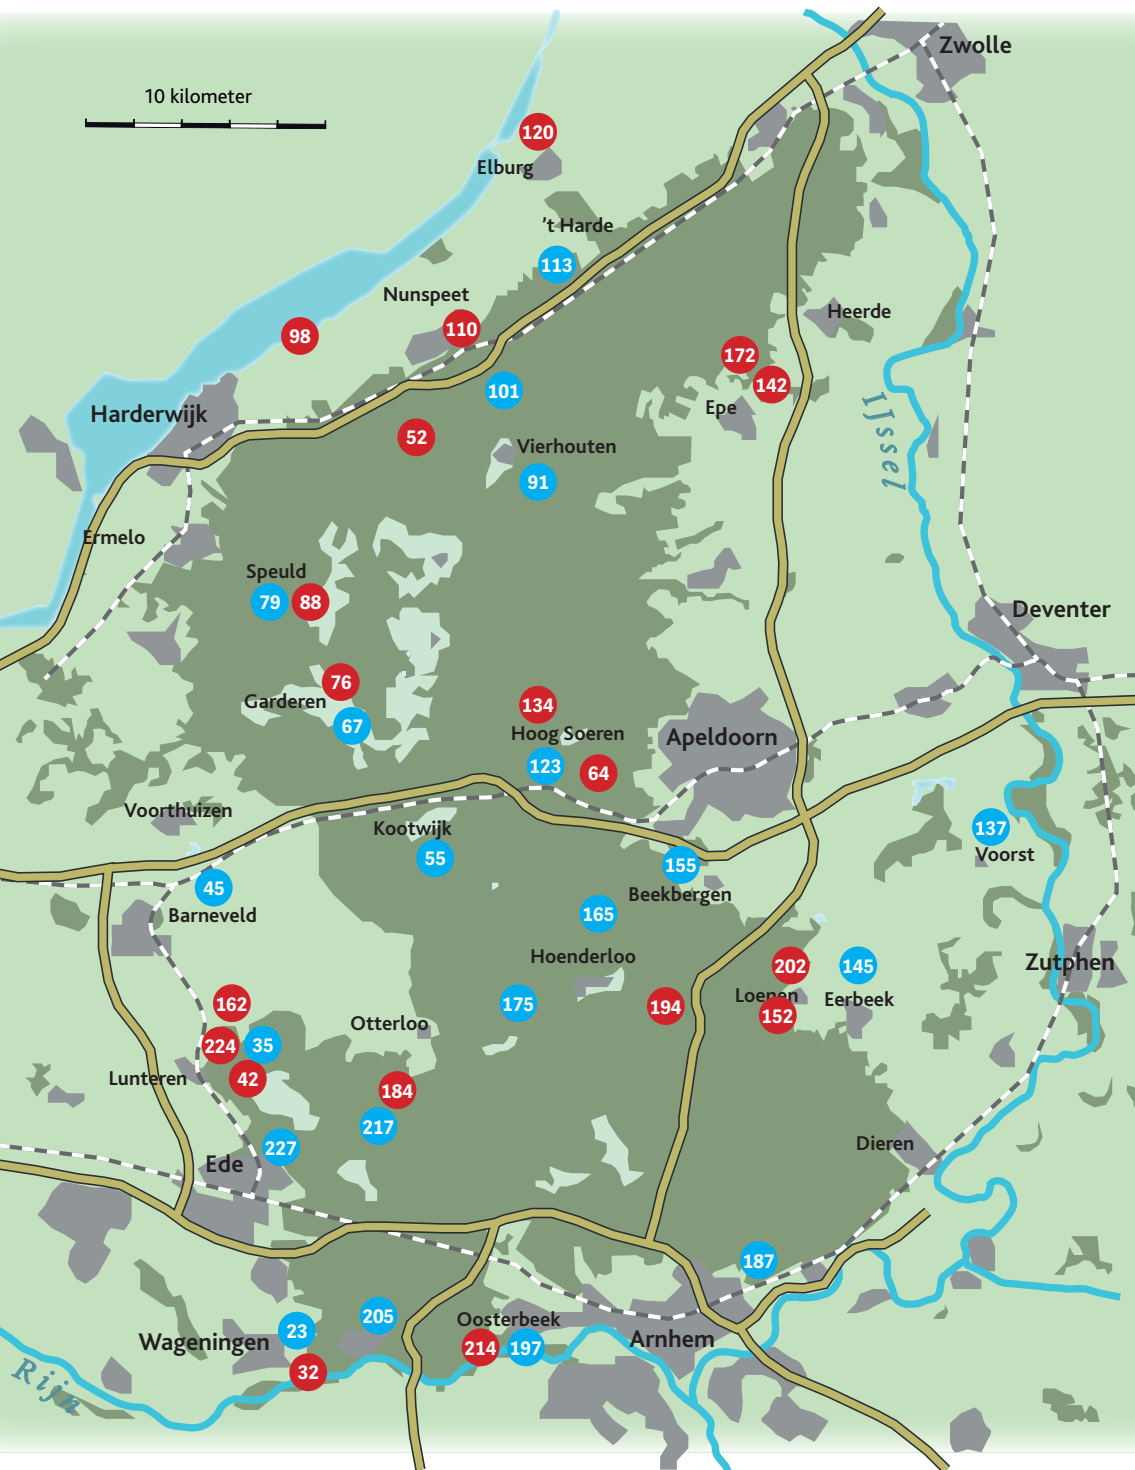 Zwolle
10 kilometer
120
Elburg
't Harde
113
Nunspeet
110
98
Heerde
172
142
101
Epe
Harderwijk
52
IJssel
Vierhouten
91
Ermelo
Speuld
79
88
Deventer
76
Garderen
67
134
Hoog Soeren
Apeldoorn
123
64
Voorthuizen
Kootwijk
55
137
Voorst
155
Beekbergen
45
Barneveld
165
Hoenderloo
202
145
Zutphen
Loenen
Eerbeek
162
175
194
152
Otterloo
224
35
42
Lunteren
184
217
227
Ede
Dieren
187
205
Oosterbeek
23
Wageningen
214
197
Arnhem
32
Rijn